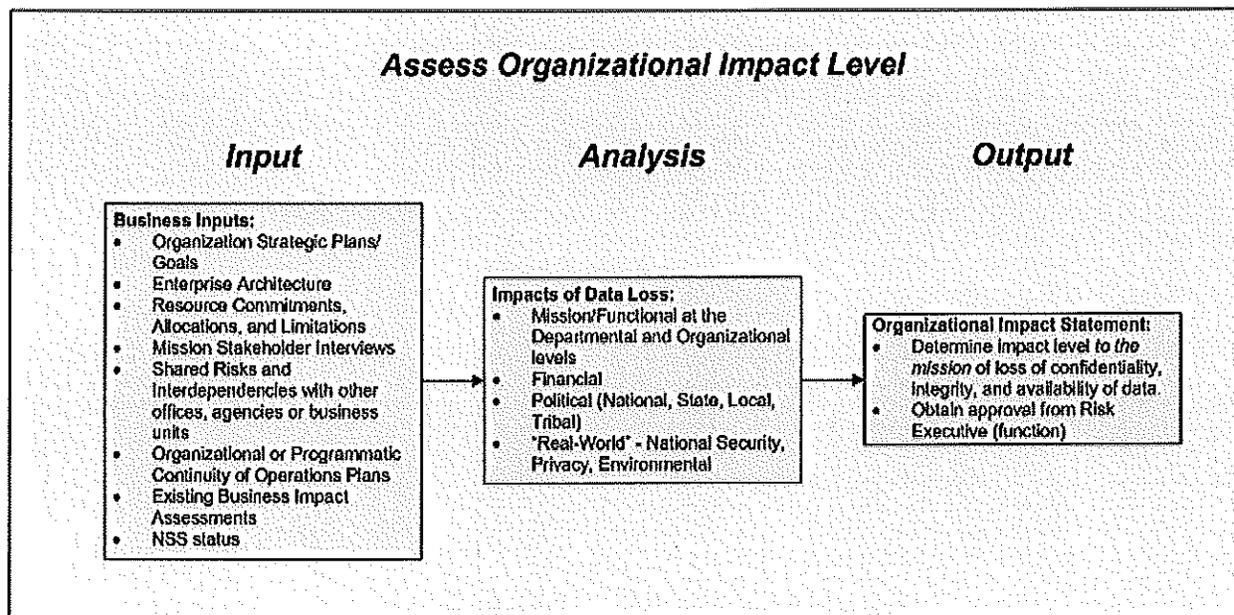 Assess Organizational Impact Level
Input
Analysis
Output
Business Inputs:
• Organization Strategic Plans/
Goals
• Enterprise Architecture
• Resource Commitments,
Allocations, and Limitations
• Mission Stakeholder Interviews
• Shared Risks and
Interdependencies with other
offices, agencies or business
units
• Organizational or Programmatic
Continuity of Operations Plans
• Existing Business Impact
Assessments
• NSS status
Impacts of Data Loss:
• Mission/Functional at the
Departmental and Organizational
levels
• Financial
• Political (National, State, Local,
Tribal)
• "Real-World" - National Security,
Privacy, Environmental
Organizational Impact Statement:
• Determine impact level to the
mission of loss of confidentiality,
integrity, and availability of data.
• Obtain approval from Risk
Executive (function)